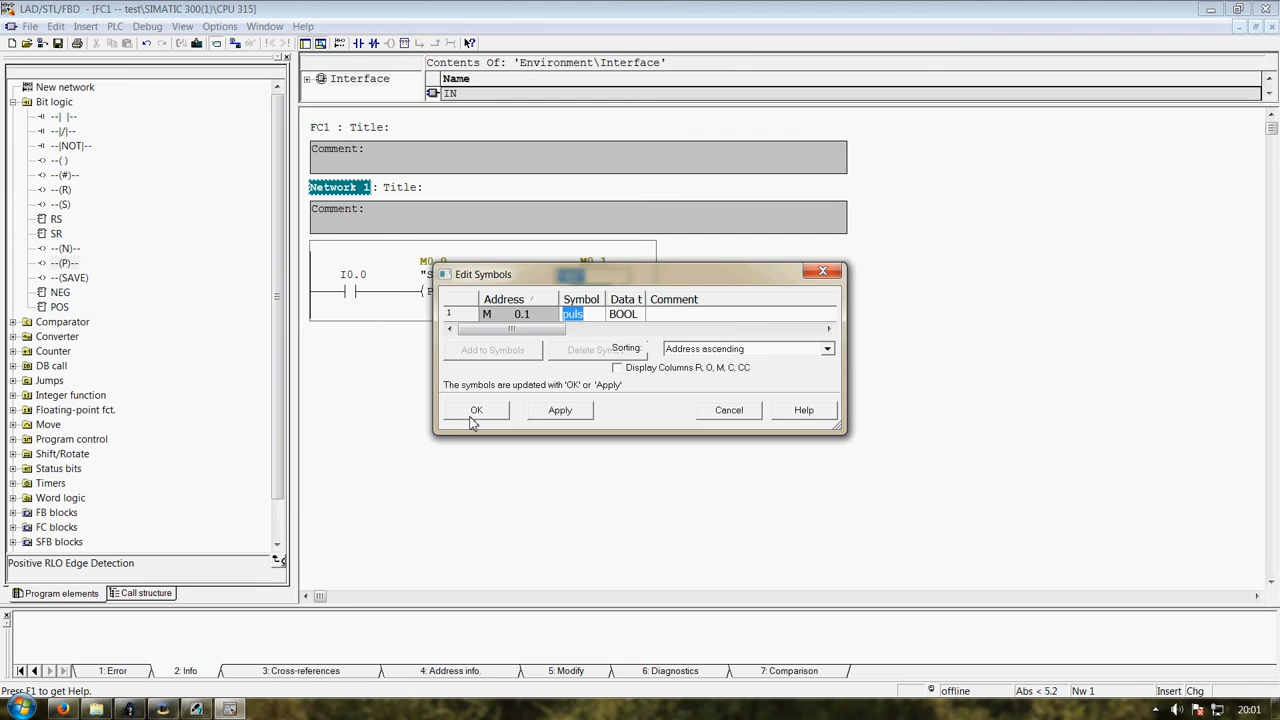 LAD/STL/FBD - [FC1 -- test\SIMATIC 300(1)\CPU 315]
File Edit Insert PLC Debug View Options Window Help
Contents Of: 'Environment\Interface'
Interface
Name
IN
New network
Bit logic
--| |--
--|/|--
--|NOT|--
--( )
--(#)--
--(R)
--(S)
RS
SR
--(N)--
--(P)--
--(SAVE)
NEG
POS
Comparator
Converter
Counter
DB call
Jumps
Integer function
Floating-point fct.
Move
Program control
Shift/Rotate
Status bits
Timers
Word logic
FB blocks
FC blocks
SFB blocks
Positive RLO Edge Detection
Program elements Call structure
FC1 : Title:
Comment:
Network 1: Title:
Comment:
I0.0
Edit Symbols
Address Symbol Data t Comment
1 M 0.1 puls BOOL
Add to Symbols
Sorting: Address ascending
Display Columns R, O, M, C, CC
The symbols are updated with 'OK' or 'Apply'
OK Apply Cancel Help
1: Error 2: Info 3: Cross-references 4: Address info. 5: Modify 6: Diagnostics 7: Comparison
Press F1 to get Help.
offline Abs < 5.2 Nw 1 Insert Chg
20:01